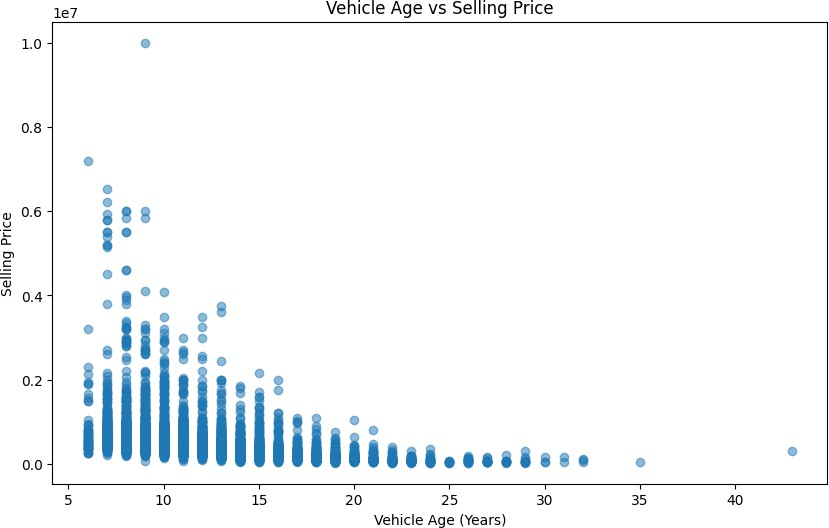 Vehicle Age vs Selling Price
1e7
1.0
0.8
0.6
0.4
0.2
0.0
Selling Price
5 10 15 20 25 30 35 40
Vehicle Age (Years)